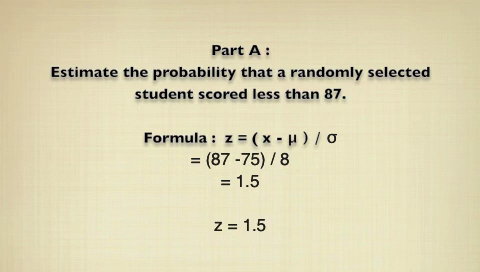 Part A :
Estimate the probability that a randomly selected
student scored less than 87.
Formula : z = ( x - μ ) / σ
= (87 -75) / 8
= 1.5
z = 1.5